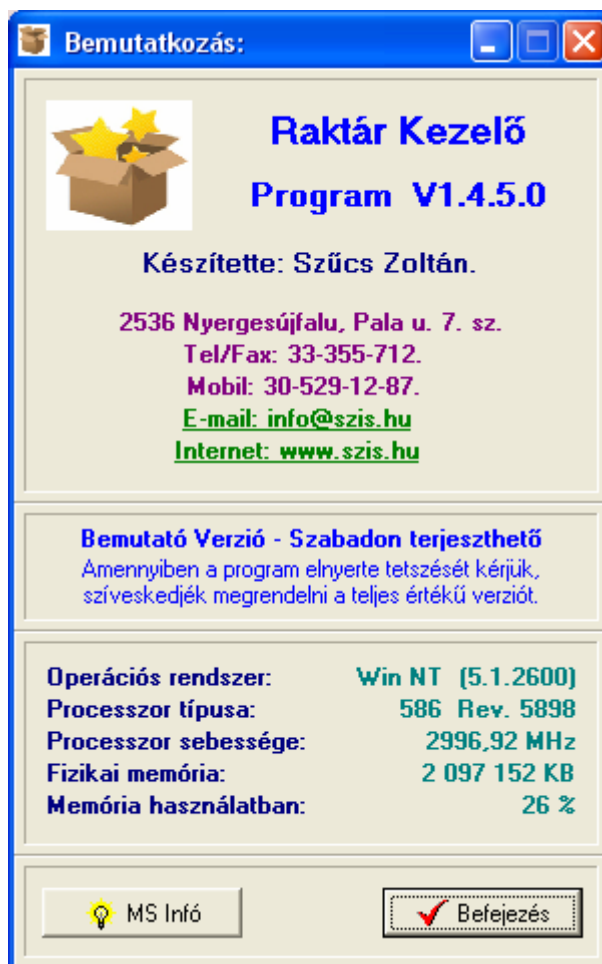 Bemutatkozás:
Raktár Kezelő
Program V1.4.5.0
Készítette: Szűcs Zoltán.
2536 Nyergesújfalu, Pala u. 7. sz.
Tel/Fax: 33-355-712.
Mobil: 30-529-12-87.
E-mail: info@szis.hu
Internet: www.szis.hu
Bemutató Verzió - Szabadon terjeszthető
Amennyiben a program elnyerte tetszését kérjük,
szíveskedjék megrendelni a teljes értékű verziót.
Operációs rendszer: Win NT (5.1.2600)
Processzor típusa: 586 Rev. 5898
Processzor sebessége: 2996,92 MHz
Fizikai memória: 2 097 152 KB
Memória használatban: 26 %
MS Infó Befejezés